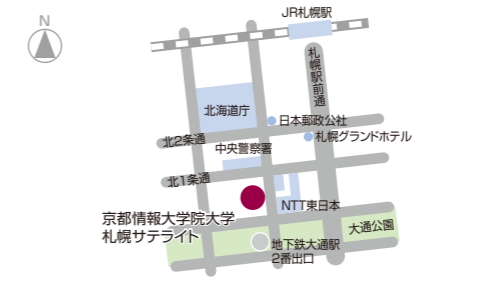 N
JR札幌駅
札幌駅前通
北海道庁
日本郵政公社
北2条通
札幌グランドホテル
中央警察署
北1条通
NTT東日本
京都情報大学院大学
札幌サテライト
大通公園
地下鉄大通駅
2番出口